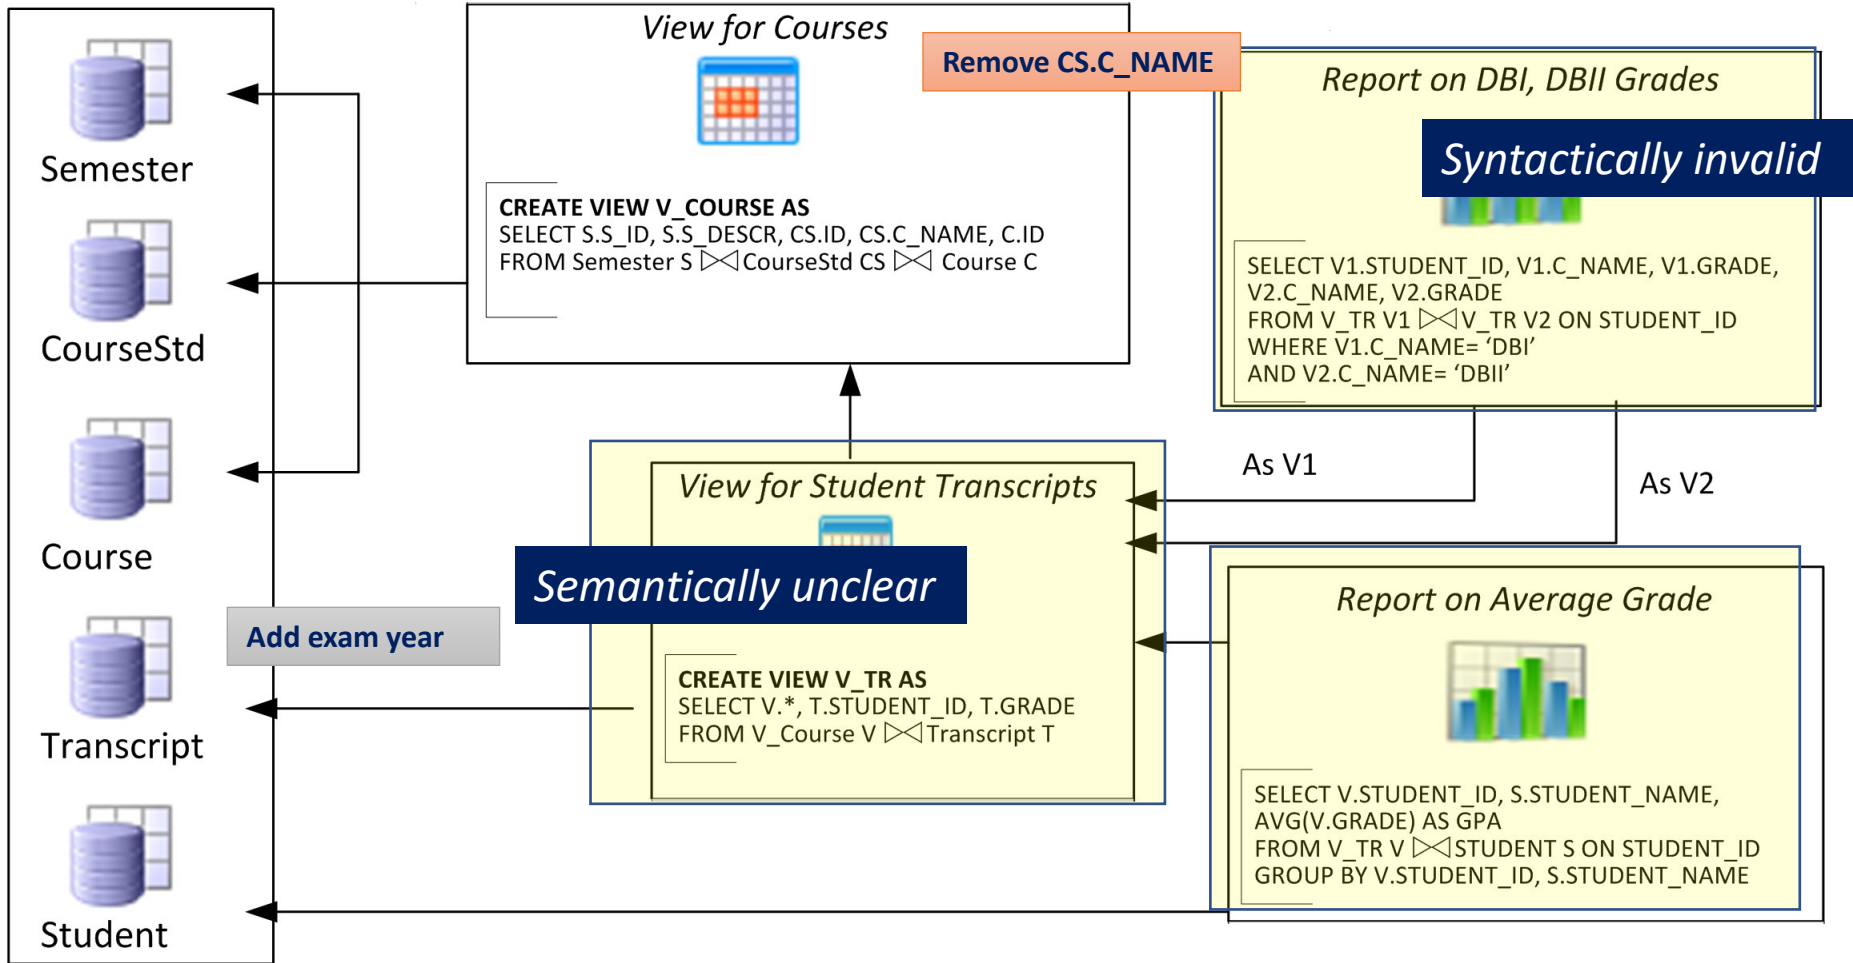 Semester
CourseStd
Course
Transcript
Student
View for Courses
CREATE VIEW V_COURSE AS
SELECT S.S_ID, S.S_DESCR, CS.ID, CS.C_NAME, C.ID
FROM Semester S ⋈ CourseStd CS ⋈ Course C
Remove CS.C_NAME
Report on DBI, DBII Grades
Syntactically invalid
SELECT V1.STUDENT_ID, V1.C_NAME, V1.GRADE,
V2.C_NAME, V2.GRADE
FROM V_TR V1 ⋈ V_TR V2 ON STUDENT_ID
WHERE V1.C_NAME= ‘DBI’
AND V2.C_NAME= ‘DBII’
As V1
As V2
View for Student Transcripts
Semantically unclear
Add exam year
CREATE VIEW V_TR AS
SELECT V.*, T.STUDENT_ID, T.GRADE
FROM V_Course V ⋈ Transcript T
Report on Average Grade
SELECT V.STUDENT_ID, S.STUDENT_NAME,
AVG(V.GRADE) AS GPA
FROM V_TR V ⋈ STUDENT S ON STUDENT_ID
GROUP BY V.STUDENT_ID, S.STUDENT_NAME